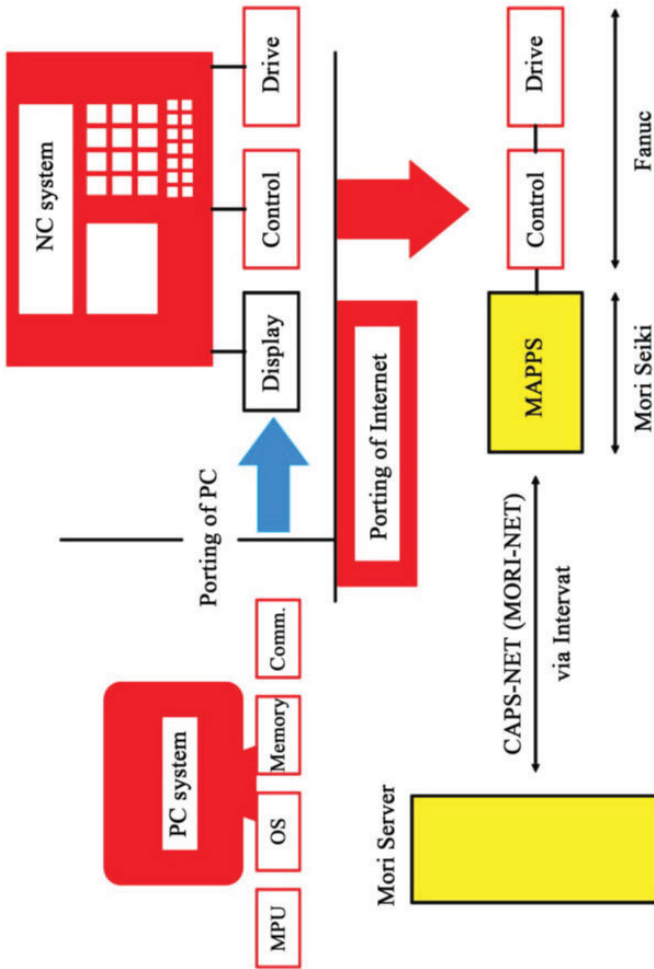 NC system
Display
Control
Drive
Porting of PC
PC system
MPU
OS
Memory
Comm.
Porting of Internet
Mori Server
CAPS-NET (MORI-NET)
via Intervat
MAPPS
Control
Drive
Mori Seiki
Fanuc